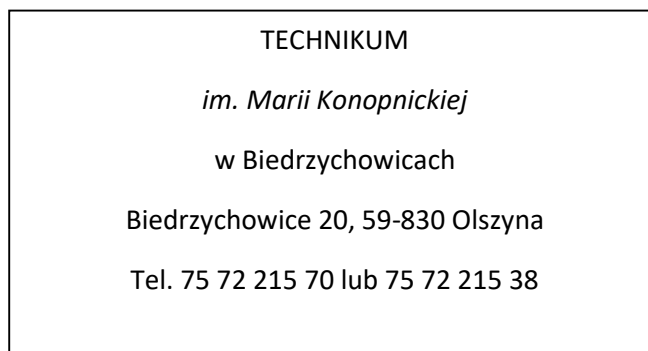 TECHNIKUM
im. Marii Konopnickiej
w Biedrzychowicach
Biedrzychowice 20, 59-830 Olszyna
Tel. 75 72 215 70 lub 75 72 215 38